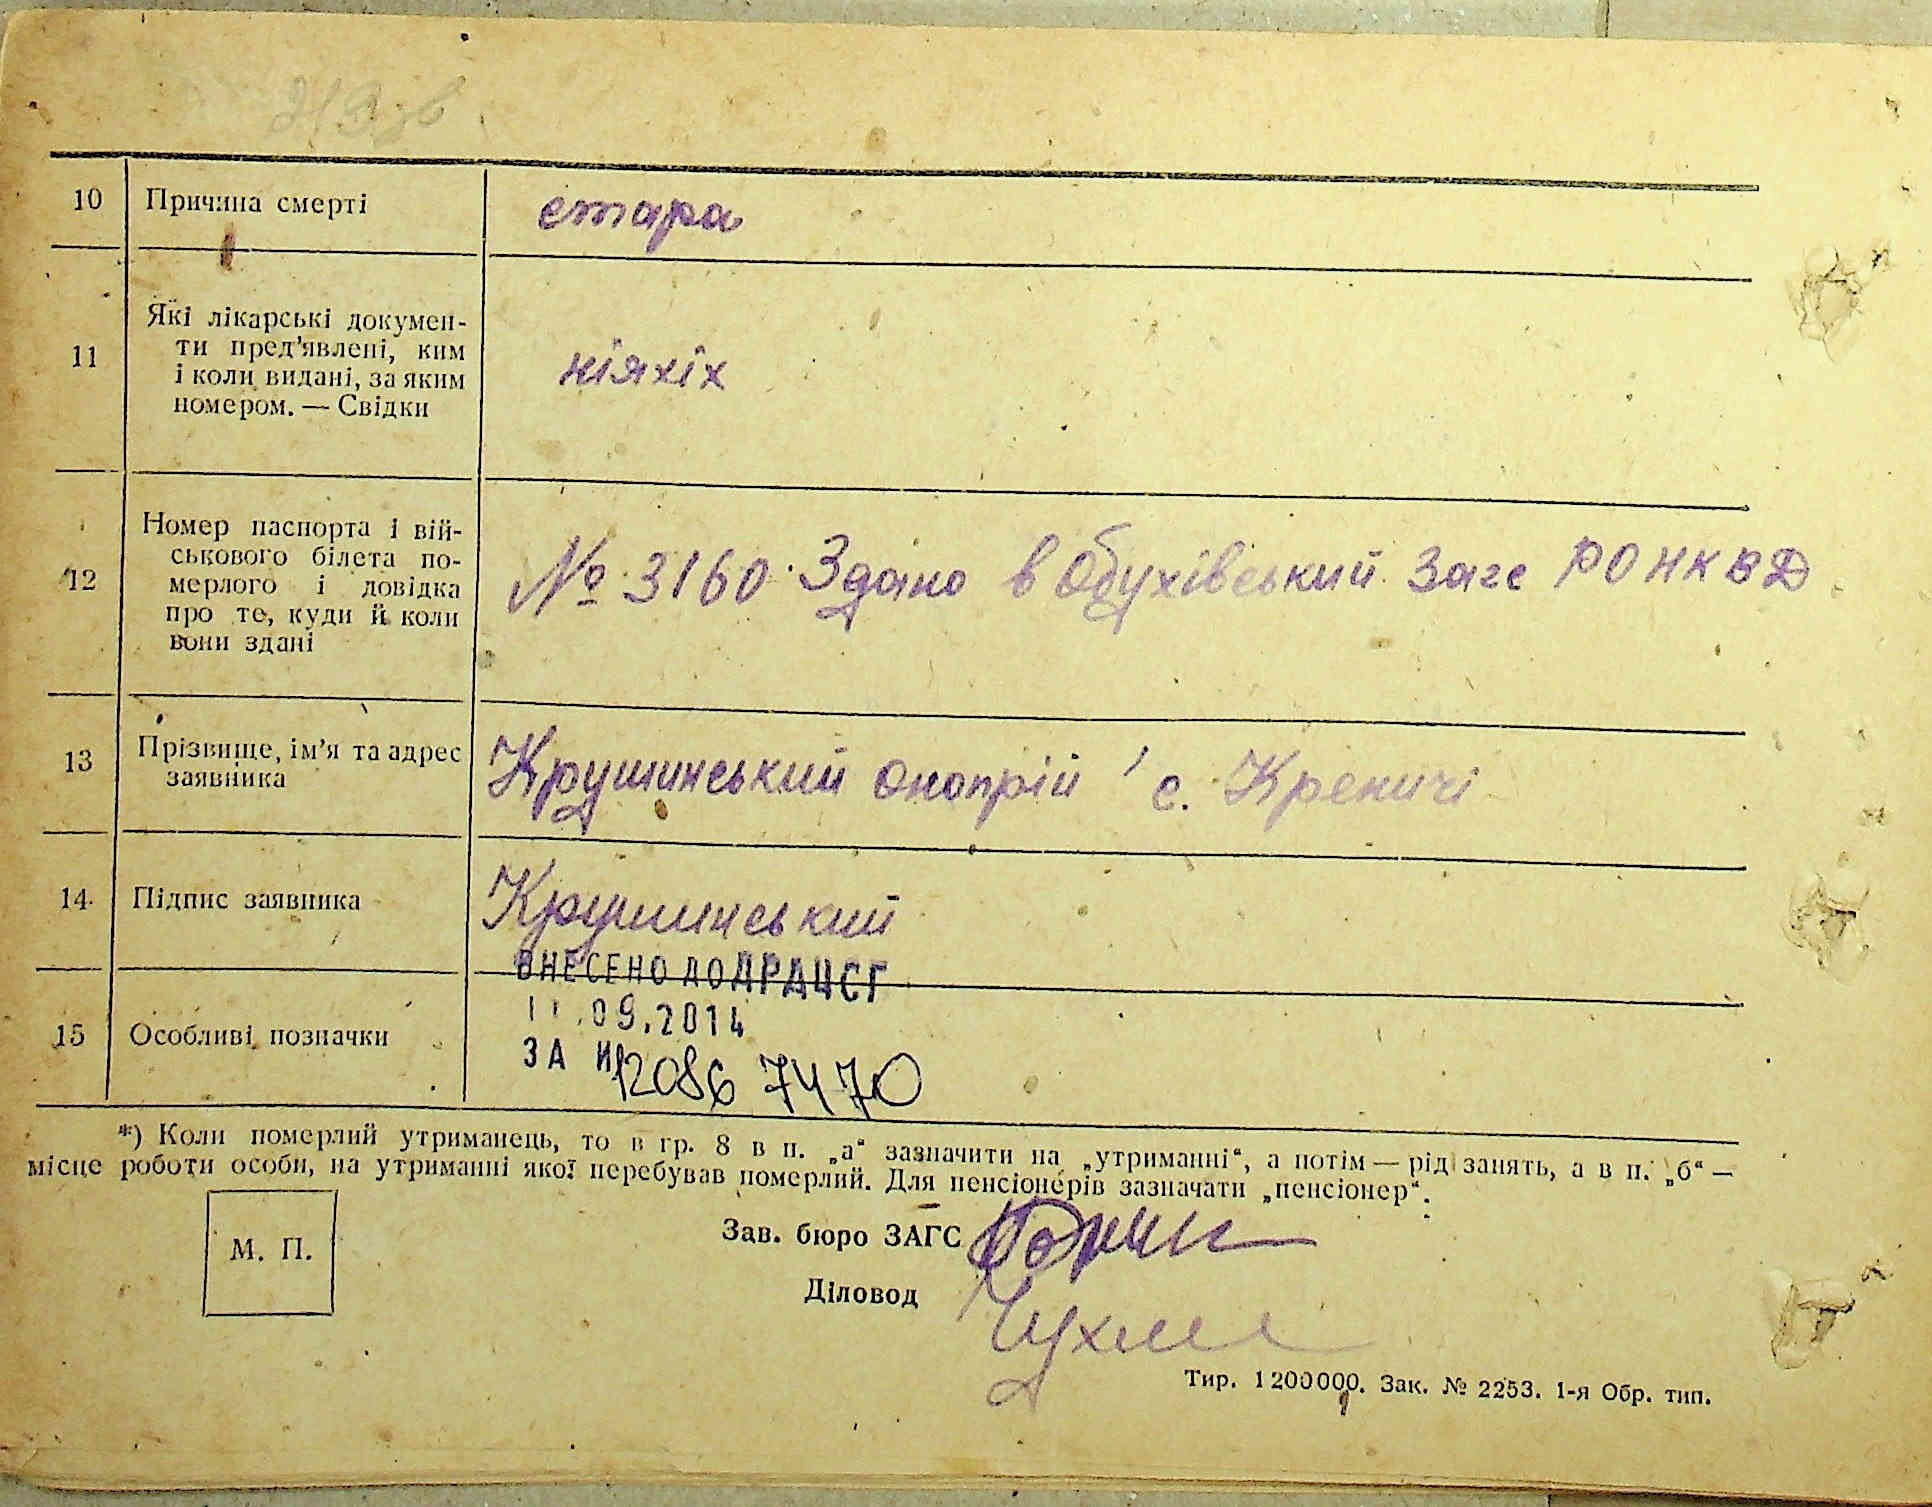 10 Причина смерті стара
11 Які лікарські докумен-
ти пред'явлені, ким
і коли видані, за яким
номером. — Свідки
ніяхіх
12 Номер паспорта і вій-
ськового білета по-
мерлого і довідка
про те, куди й коли
вони здані
№ 3160. Здано в Обухівський Загс РОНКВД
13 Прізвище, ім'я та адрес
заявника
Крушинський Онопрій с. Креничі
14 Підпис заявника Крушинський
ВНЕСЕНО ДО ДРАЦСГ
11.09.2014
15 Особливі позначки
ЗА № 12086 7470
*) Коли померлий утриманець, то в гр. 8 в п. „а“ зазначити на „утриманні“, а потім — рід занять, а в п. „б“ —
місце роботи особи, на утриманні якої перебував померлий. Для пенсіонерів зазначати „пенсіонер“.
М. П.
Зав. бюро ЗАГС
Діловод
Тир. 1200000. Зак. № 2253. 1-я Обр. тип.